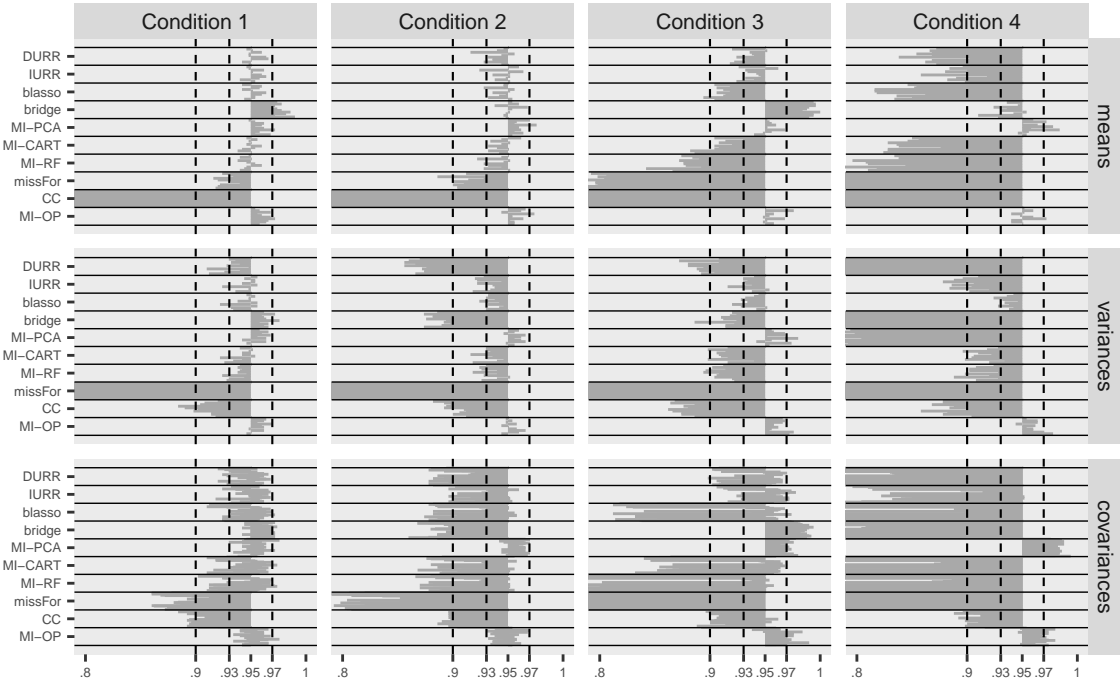 Condition 1 Condition 2 Condition 3 Condition 4
DURR
IURR
blasso
bridge
MI−PCA
MI−CART
MI−RF
missFor
CC
MI−OP
means
DURR
IURR
blasso
bridge
MI−PCA
MI−CART
MI−RF
missFor
CC
MI−OP
variances
DURR
IURR
blasso
bridge
MI−PCA
MI−CART
MI−RF
missFor
CC
MI−OP
covariances
.8 .9 .93 .95 .97 1 .8 .9 .93 .95 .97 1 .8 .9 .93 .95 .97 1 .8 .9 .93 .95 .97 1